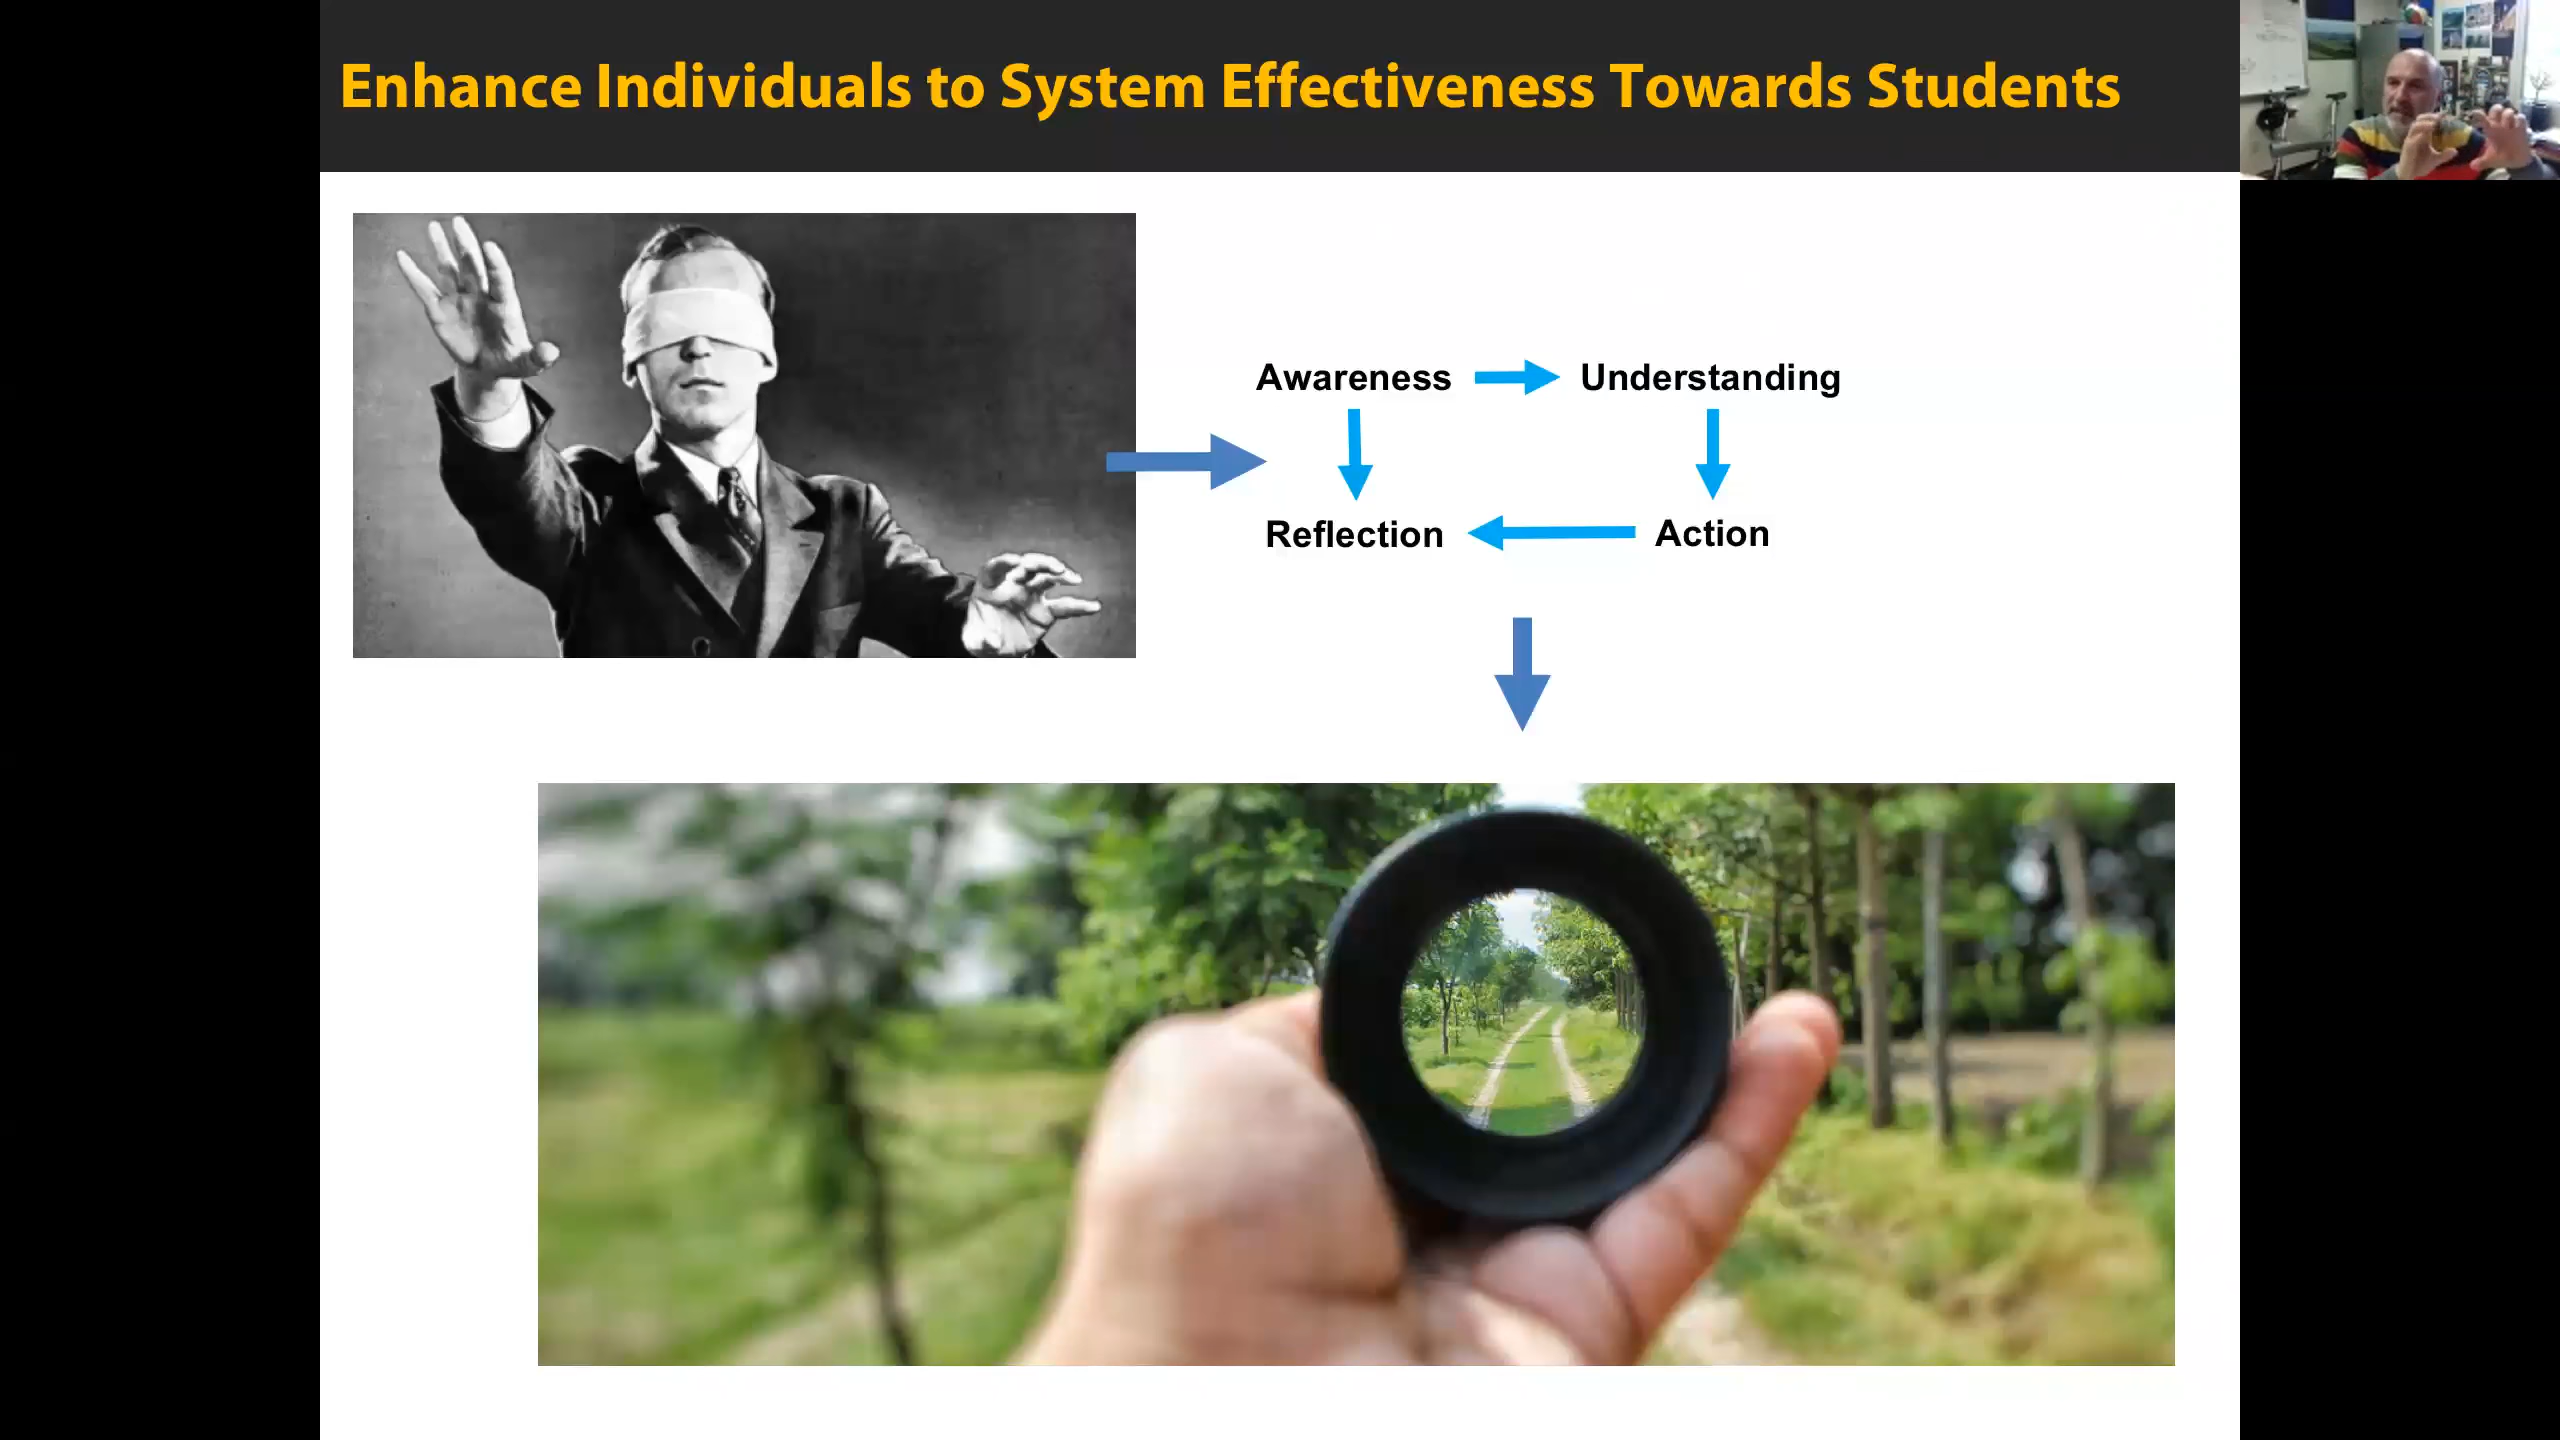 Enhance Individuals to System Effectiveness Towards Students
Awareness
Understanding
Reflection
Action